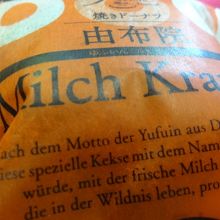 焼きドーナツ
由布院
Milch Kra
ach dem Motto der Yufuin aus D
iese spezielle Kekse mit dem Nam
würde, mit der frische Milch
die in der Wildnis leben, pro